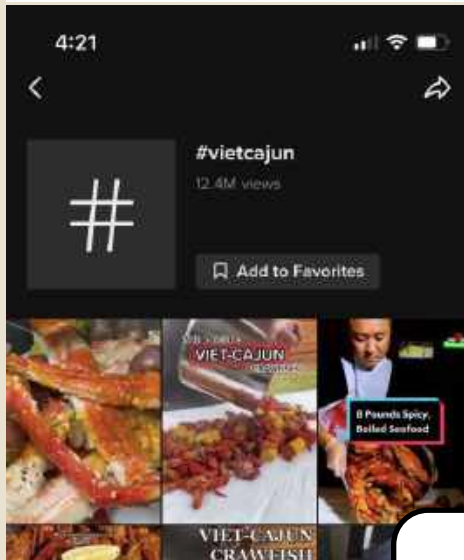 4:21
#vietcajun
12.4M views
Add to Favorites
VIET-CAJUN
8 Pounds Spicy,
Boiled Seafood
VIET-CAJUN
CRAWFISH